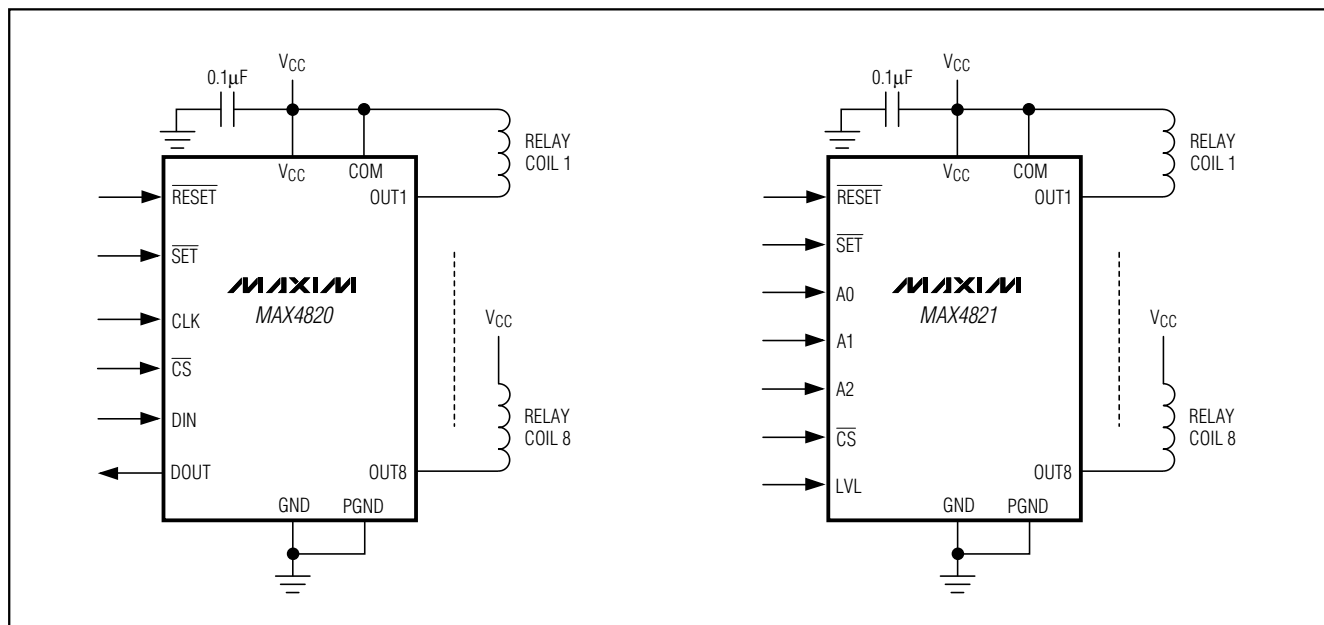 VCC
0.1µF
RELAY
COIL 1
VCC
COM
RESET
OUT1
SET
MAXIM
MAX4820
CLK
VCC
CS
DIN
RELAY
COIL 8
DOUT
OUT8
GND
PGND
VCC
0.1µF
RELAY
COIL 1
VCC
COM
RESET
OUT1
SET
A0
MAXIM
MAX4821
A1
VCC
A2
RELAY
COIL 8
CS
OUT8
LVL
GND
PGND